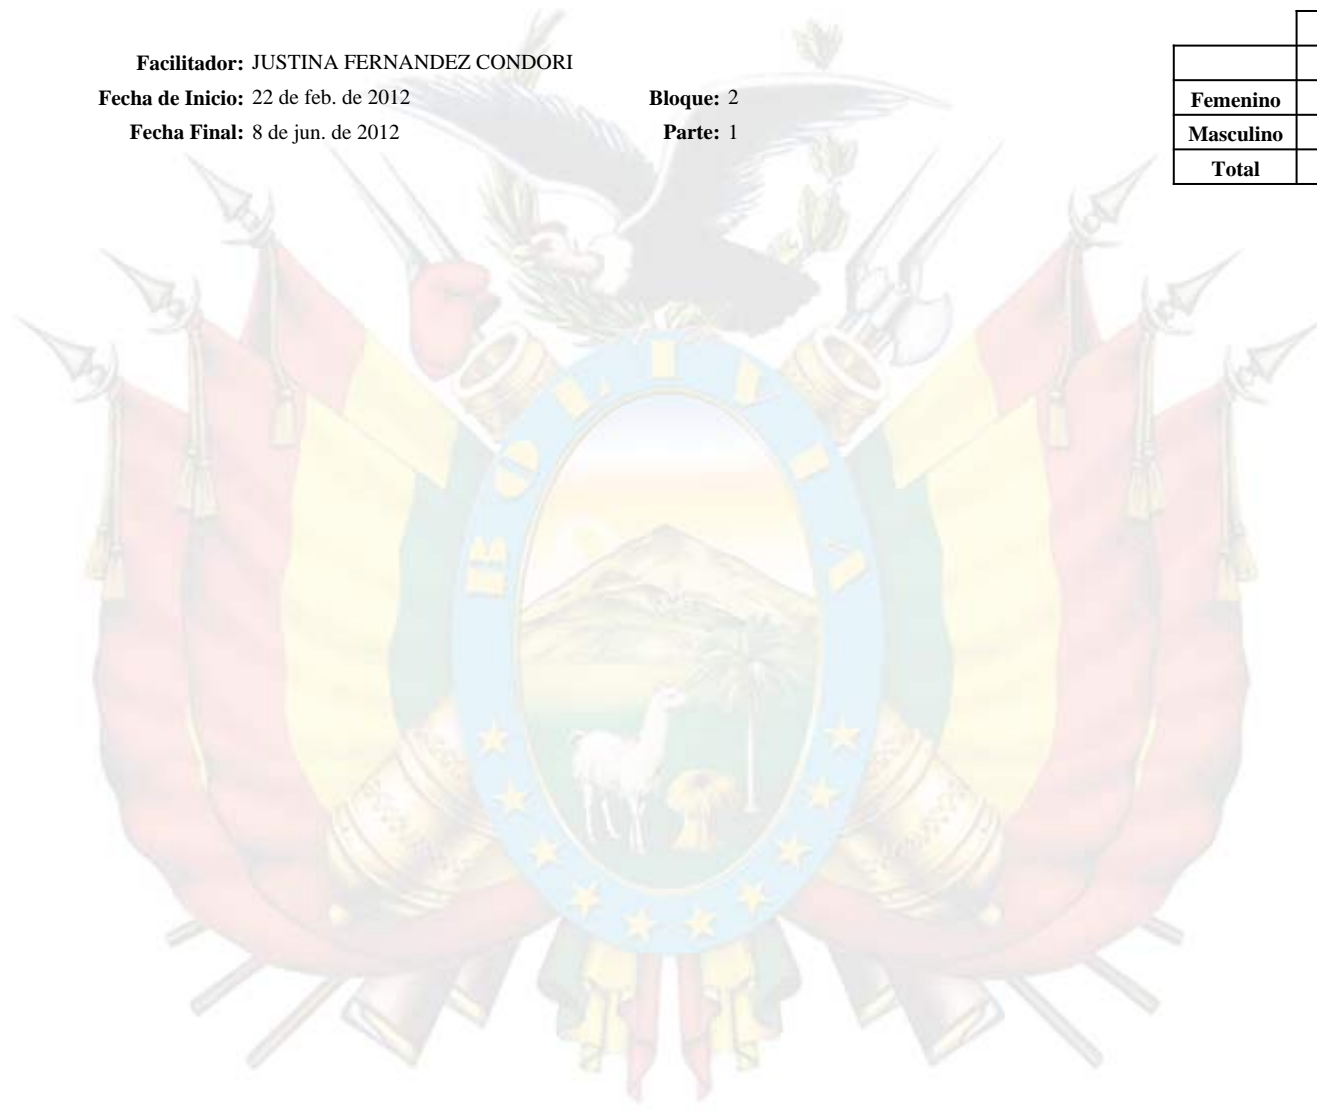 Facilitador: JUSTINA FERNANDEZ CONDORI
Fecha de Inicio: 22 de feb. de 2012 Bloque: 2
Fecha Final: 8 de jun. de 2012 Parte: 1
Femenino
Masculino
Total
BOLIVIA